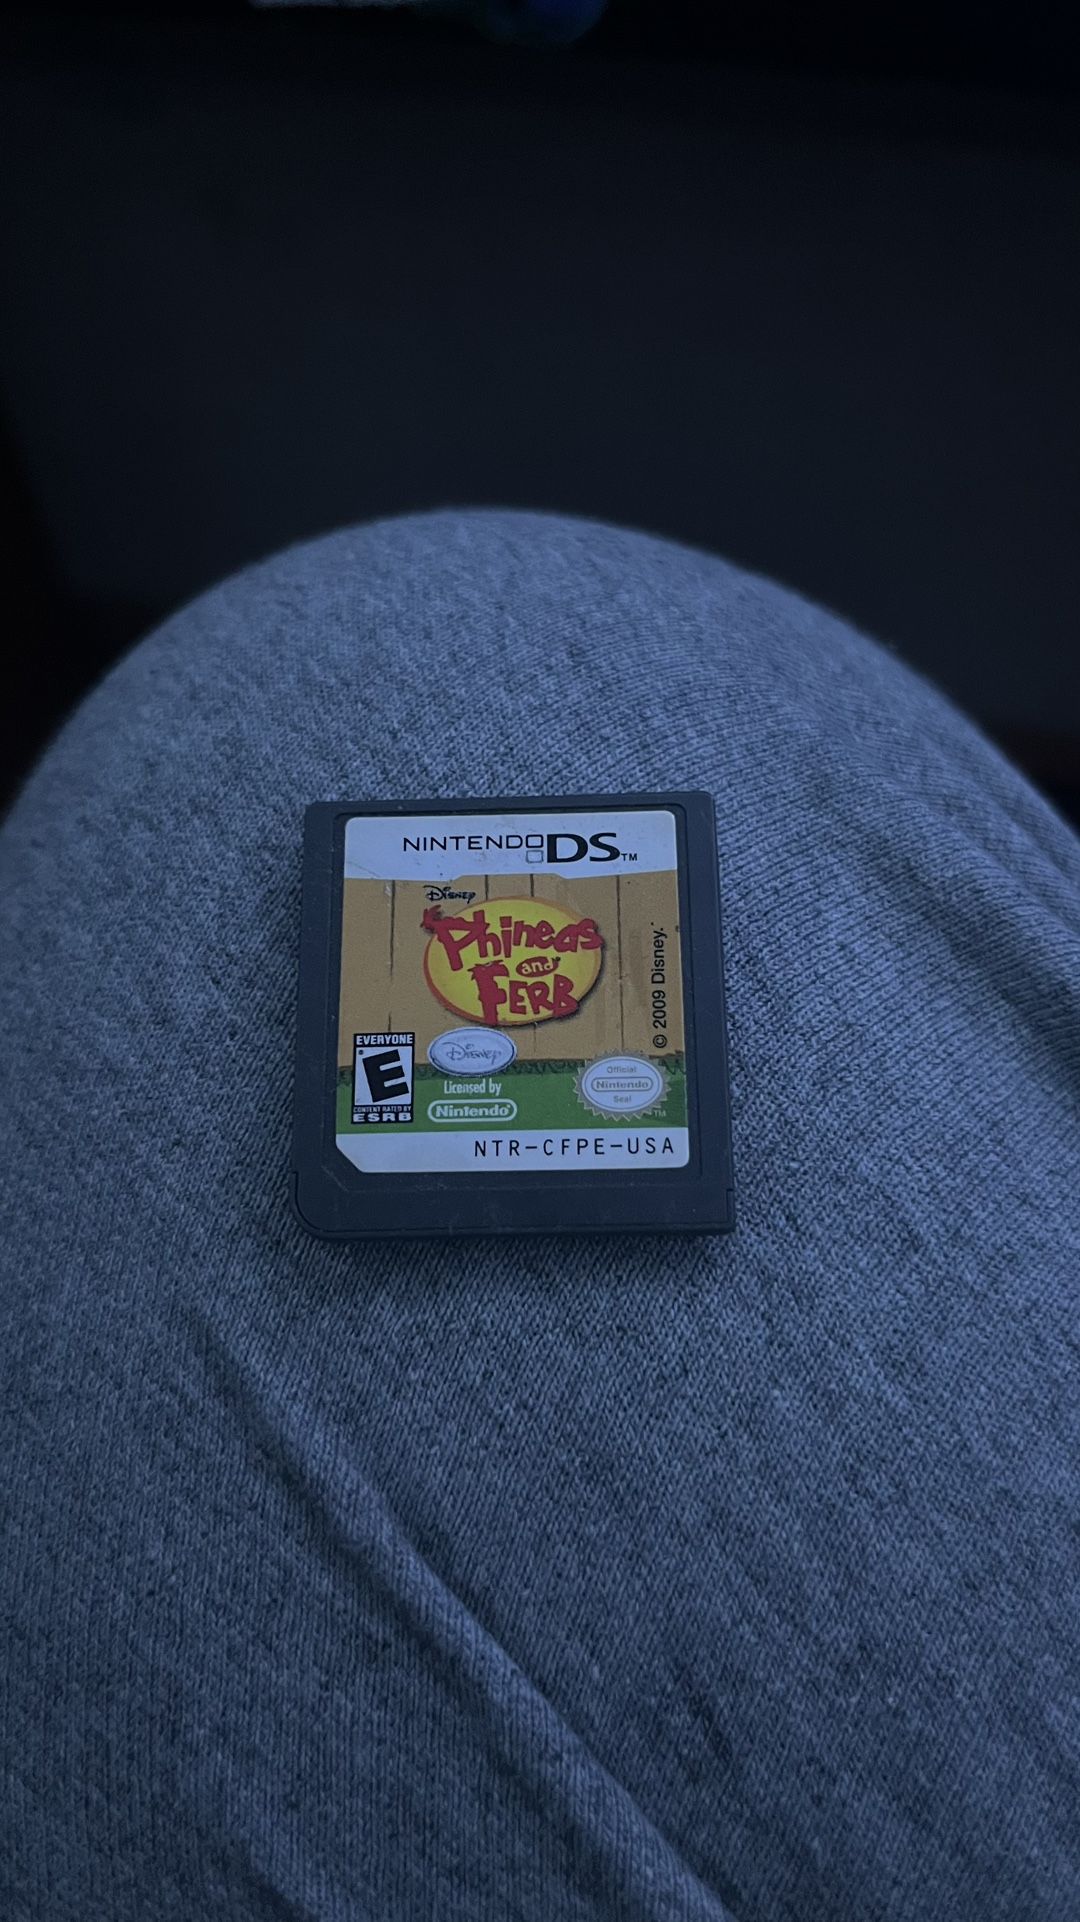 NINTENDO DS™
Disney
Phineas
and
FERB
© 2009 Disney.
EVERYONE
E
CONTENT RATED BY
ESRB
Disney
Licensed by
Nintendo®
Official
Nintendo
Seal
TM
NTR-CFPE-USA